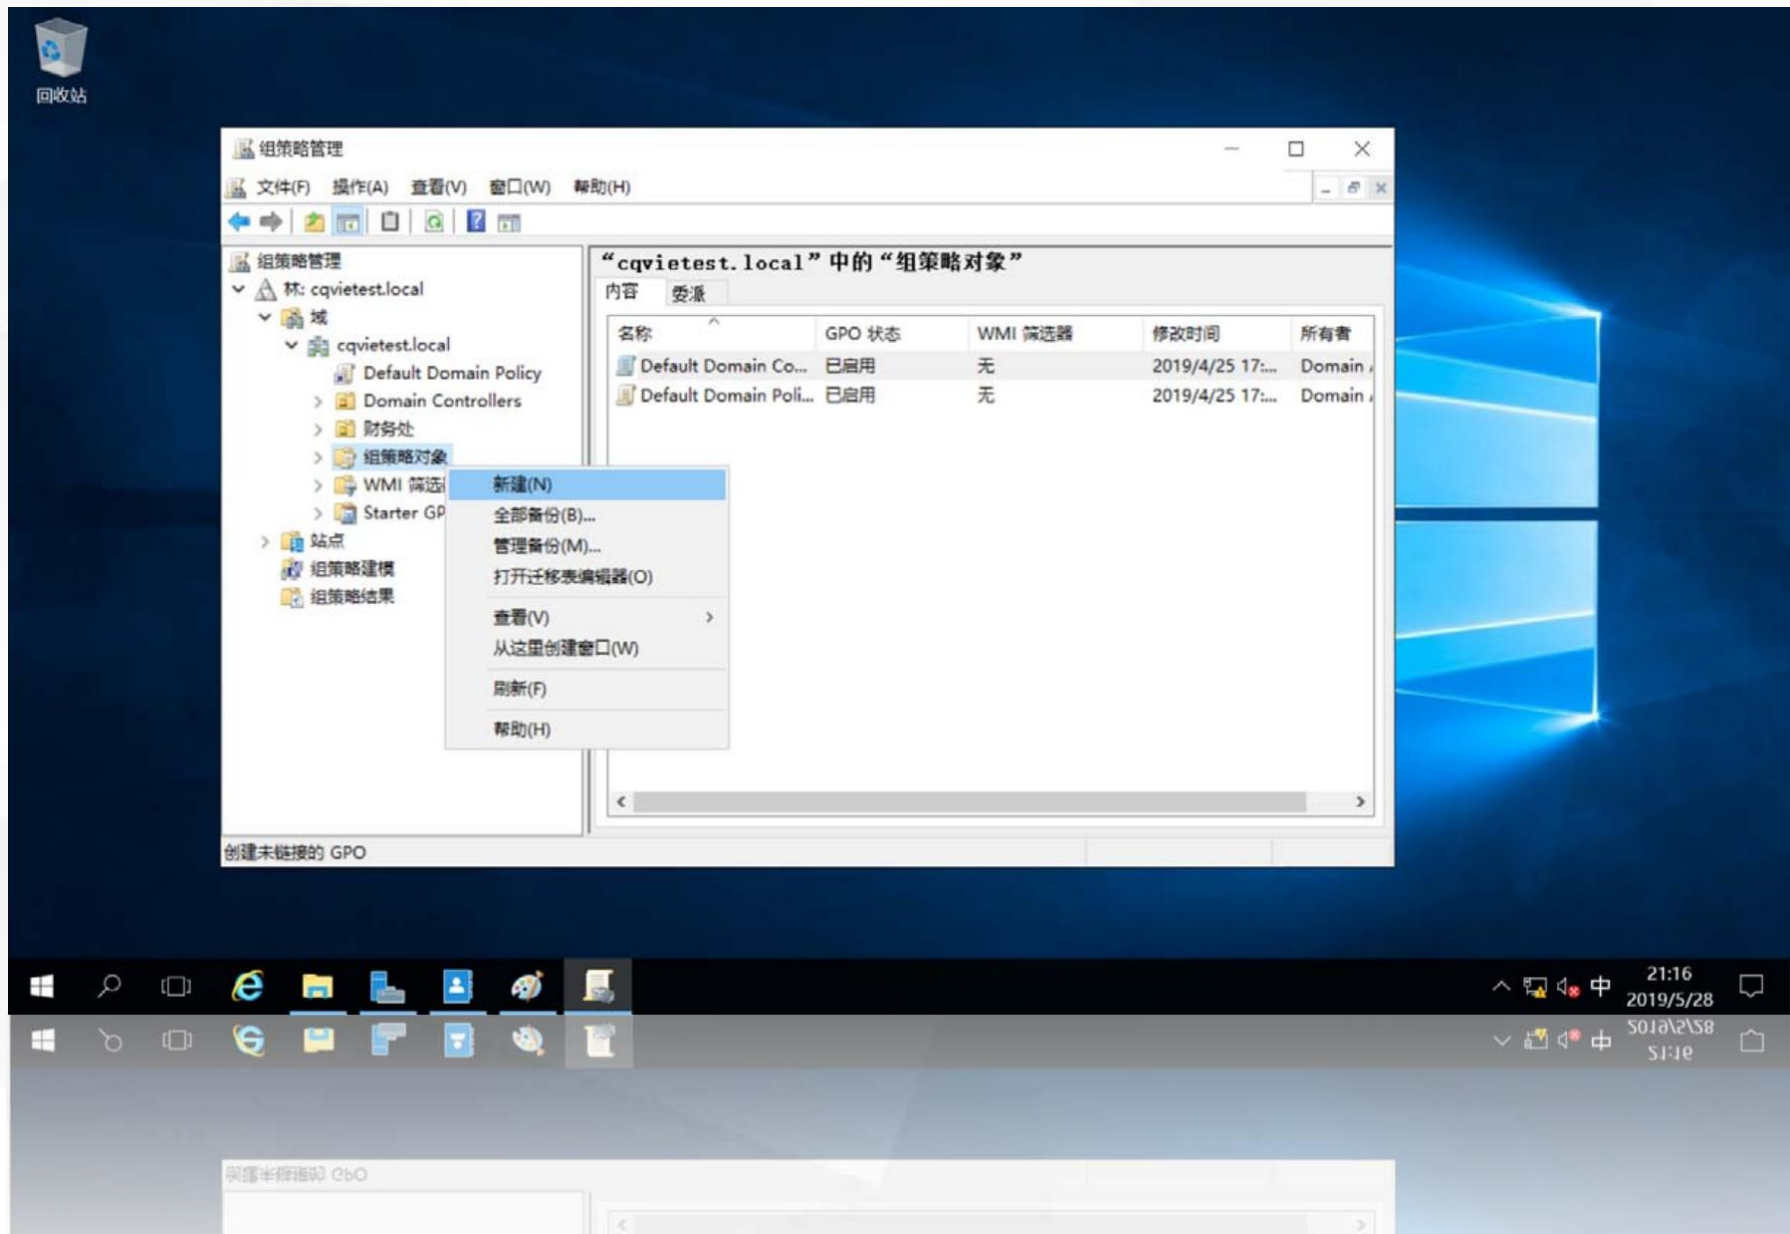 回收站
组策略管理
文件(F) 操作(A) 查看(V) 窗口(W) 帮助(H)
组策略管理
林: cqvietest.local
域
cqvietest.local
Default Domain Policy
Domain Controllers
财务处
组策略对象
WMI 筛选
Starter GP
站点
组策略建模
组策略结果
“cqvietest.local”中的“组策略对象”
内容 委派
名称 GPO 状态 WMI 筛选器 修改时间 所有者
Default Domain Co... 已启用 无 2019/4/25 17:... Domain
Default Domain Poli... 已启用 无 2019/4/25 17:... Domain
新建(N)
全部备份(B)...
管理备份(M)...
打开迁移表编辑器(O)
查看(V)
从这里创建窗口(W)
刷新(F)
帮助(H)
创建未链接的 GPO
中
21:16
2019/5/28